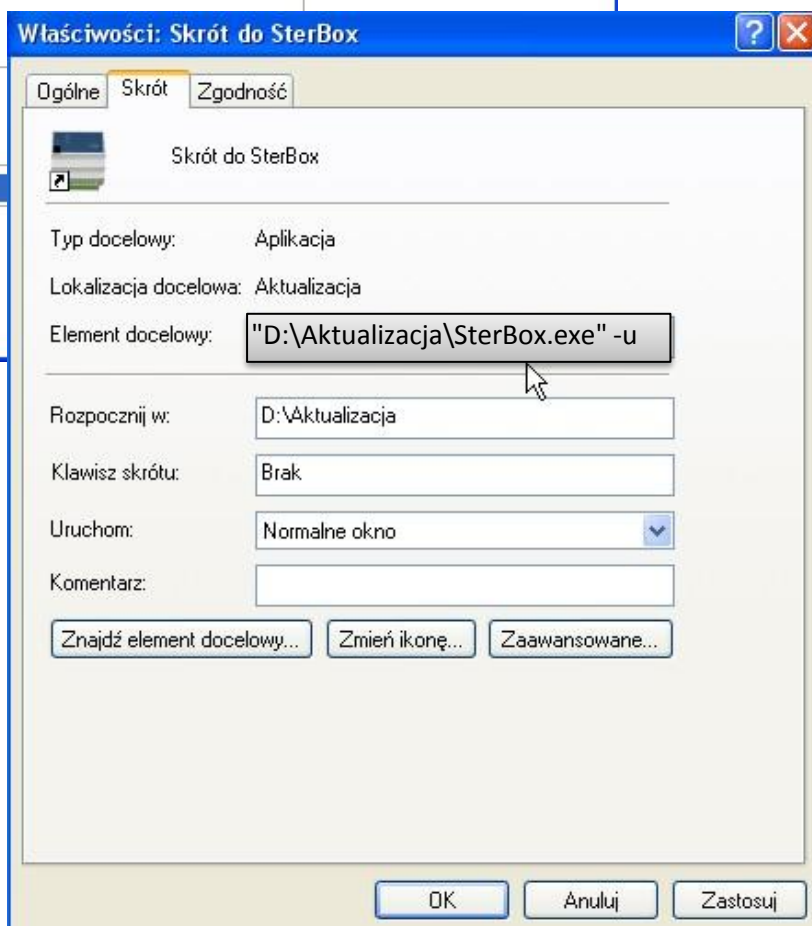 Właściwości: Skrót do SterBox
Ogólne Skrót Zgodność
Skrót do SterBox
Typ docelowy: Aplikacja
Lokalizacja docelowa: Aktualizacja
Element docelowy: "D:\Aktualizacja\SterBox.exe" -u
Rozpocznij w: D:\Aktualizacja
Klawisz skrótu: Brak
Uruchom: Normalne okno
Komentarz:
Znajdź element docelowy... Zmień ikonę... Zaawansowane...
OK Anuluj Zastosuj